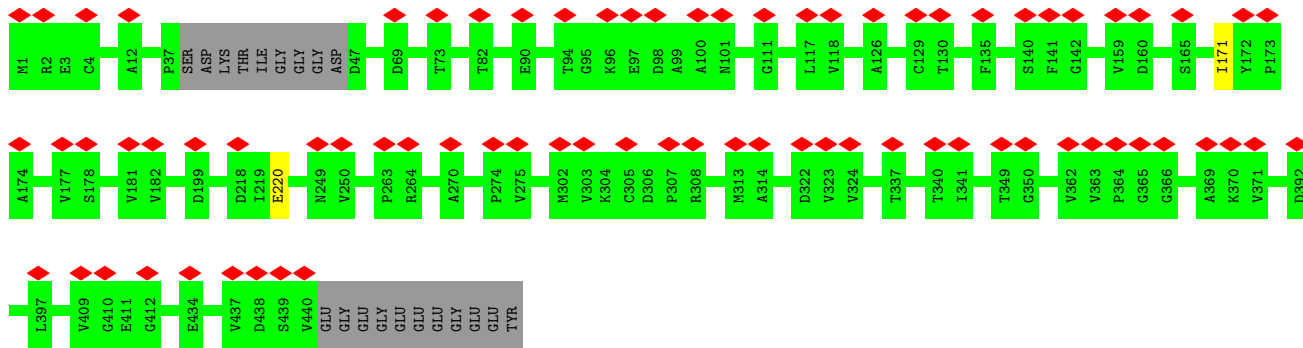 M1 R2 E3 C4 A12 P37 SER ASP LYS THR ILE GLY GLY GLY ASP D47 D69 T73 T82 E90 T94 G95 K96 E97 D98 A99 A100 N101 G111 L117 V118 A126 C129 T130 F135 S140 F141 G142 V159 D160 S165 I171 Y172 P173
A174 V177 S178 V181 V182 D199 D218 I219 E220 N249 V250 P263 R264 A270 P274 V275 M302 V303 K304 C305 D306 P307 R308 M313 A314 D322 V323 V324 T337 T340 I341 T349 G350 V362 V363 P364 G365 G366 A369 K370 V371 D392
L397 V409 G410 E411 G412 E434 V437 D438 S439 V440 GLU GLY GLU GLY GLU GLU GLU GLY GLU GLU TYR